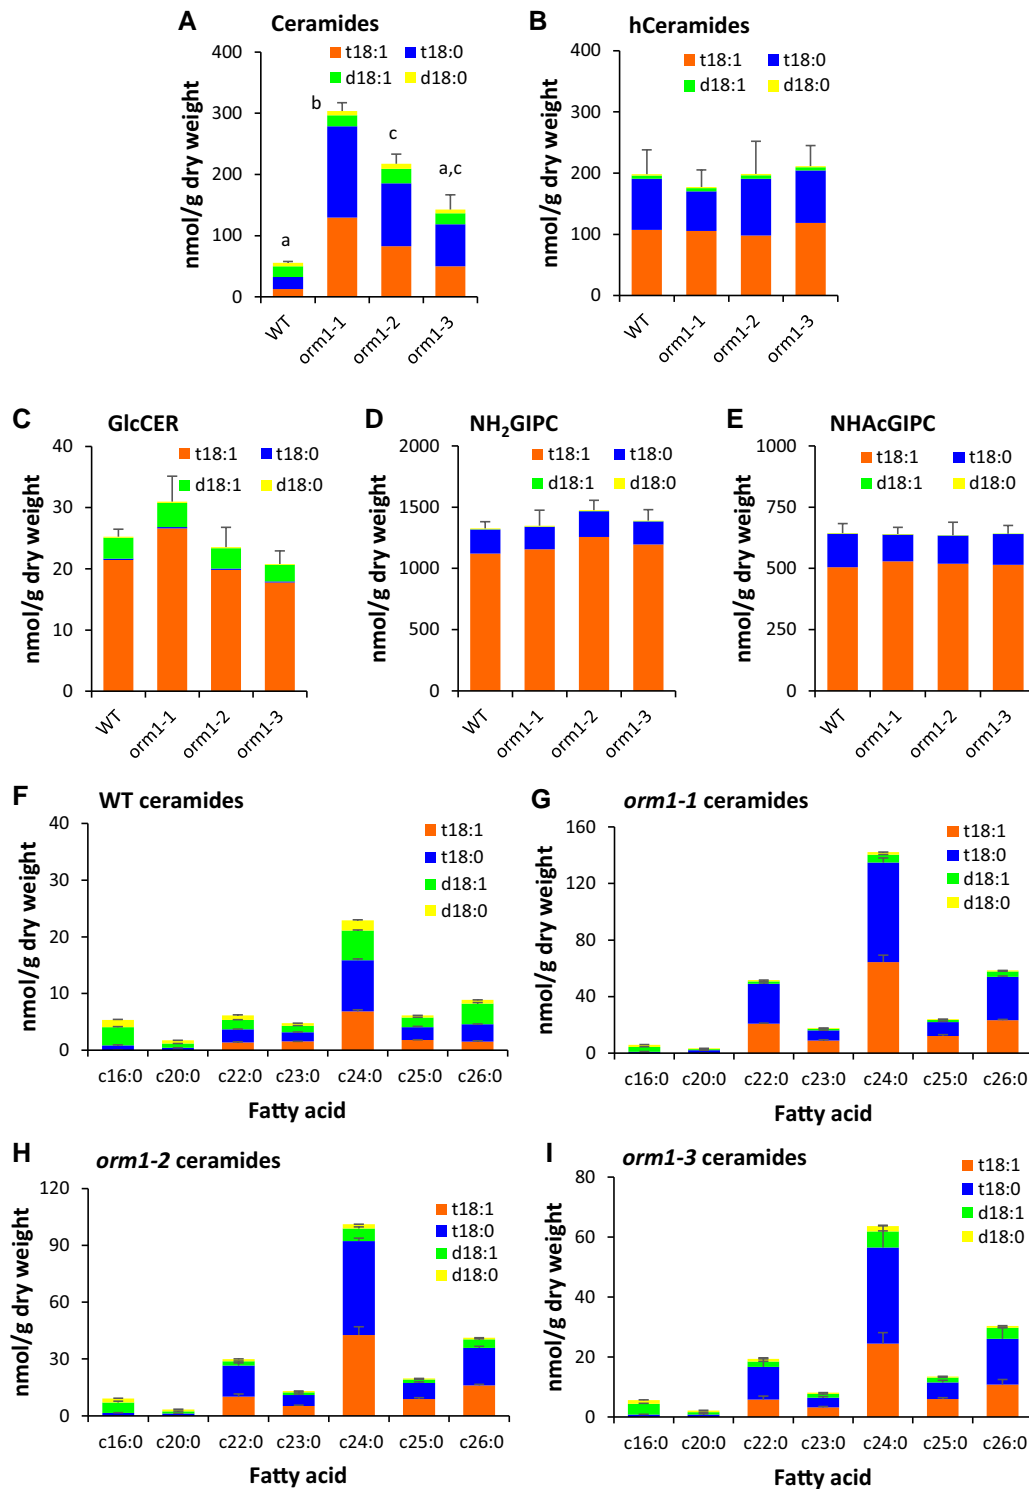 A Ceramides
t18:1 t18:0
d18:1 d18:0
nmol/g dry weight
400
300
200
100
0
a
b
c
a,c
WT orm1-1 orm1-2 orm1-3
B hCeramides
t18:1 t18:0
d18:1 d18:0
nmol/g dry weight
400
300
200
100
0
WT orm1-1 orm1-2 orm1-3
C GlcCER
t18:1 t18:0
d18:1 d18:0
nmol/g dry weight
40
30
20
10
0
WT orm1-1 orm1-2 orm1-3
D NH₂GIPC
t18:1 t18:0
d18:1 d18:0
nmol/g dry weight
2000
1500
1000
500
0
WT orm1-1 orm1-2 orm1-3
E NHAcGIPC
t18:1 t18:0
d18:1 d18:0
nmol/g dry weight
1000
750
500
250
0
WT orm1-1 orm1-2 orm1-3
F WT ceramides
t18:1
t18:0
d18:1
d18:0
nmol/g dry weight
40
30
20
10
0
c16:0 c20:0 c22:0 c23:0 c24:0 c25:0 c26:0
Fatty acid
G orm1-1 ceramides
t18:1
t18:0
d18:1
d18:0
nmol/g dry weight
160
120
80
40
0
c16:0 c20:0 c22:0 c23:0 c24:0 c25:0 c26:0
Fatty acid
H orm1-2 ceramides
t18:1
t18:0
d18:1
d18:0
nmol/g dry weight
120
90
60
30
0
c16:0 c20:0 c22:0 c23:0 c24:0 c25:0 c26:0
Fatty acid
I orm1-3 ceramides
t18:1
t18:0
d18:1
d18:0
nmol/g dry weight
80
60
40
20
0
c16:0 c20:0 c22:0 c23:0 c24:0 c25:0 c26:0
Fatty acid